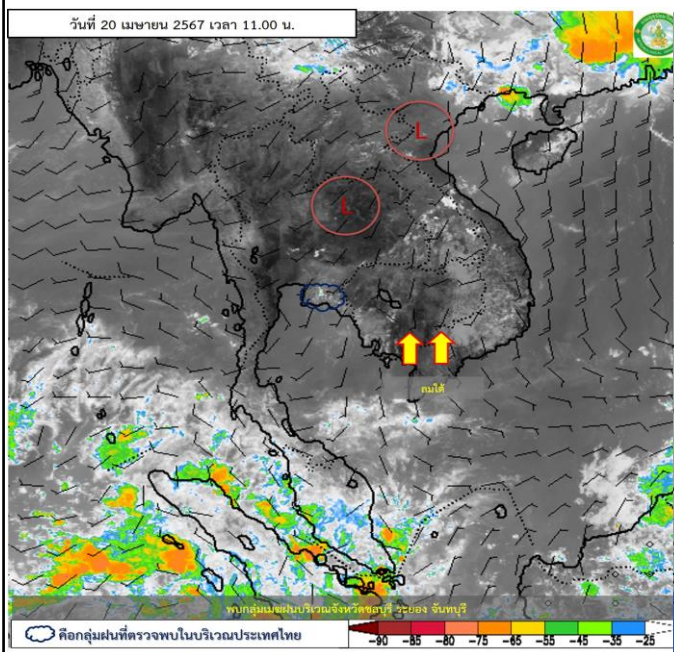 วันที่ 20 เมษายน 2567 เวลา 11.00 น.
L
L
ลมใต้
พบกลุ่มเมฆฝนบริเวณจังหวัดชลบุรี ระยอง จันทบุรี
คือกลุ่มฝนที่ตรวจพบในบริเวณประเทศไทย
-90 -85 -80 -75 -65 -55 -45 -35 -25